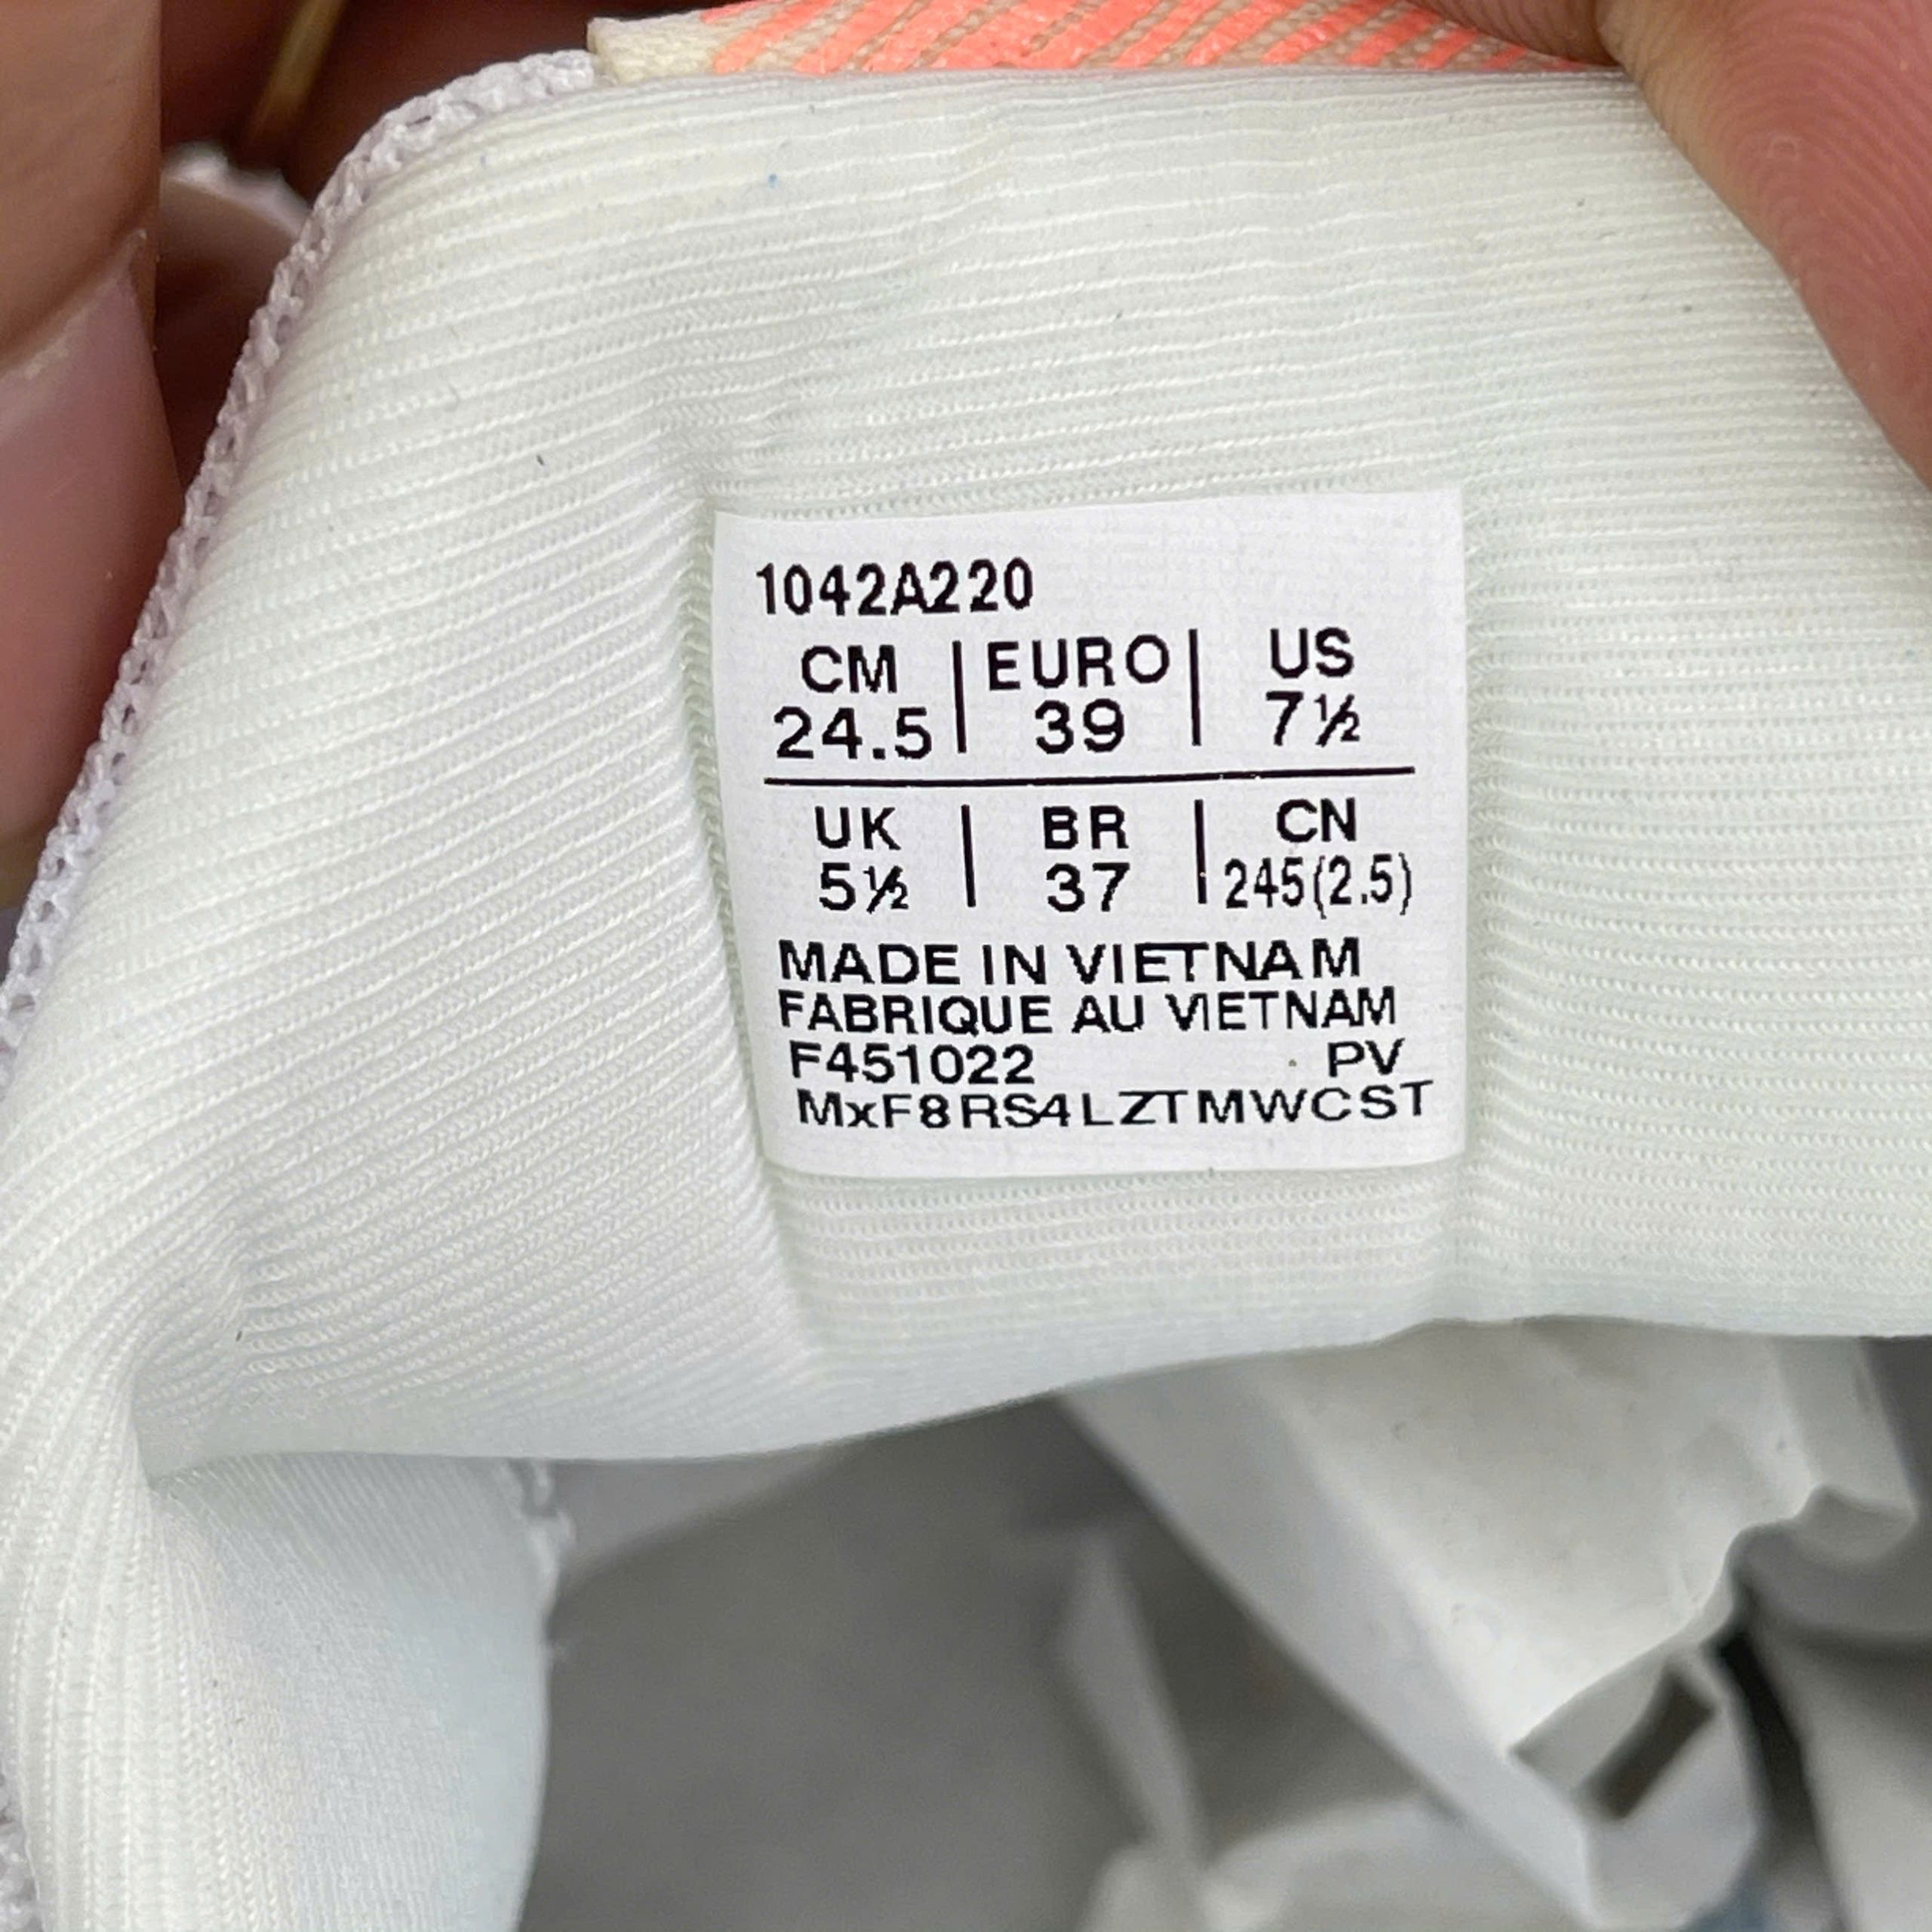 1042A220
CM | EURO | US
24.5 | 39 | 7½
UK | BR | CN
5½ | 37 | 245(2.5)
MADE IN VIETNAM
FABRIQUE AU VIETNAM
F451022 PV
MxF8RS4LZTMWCST